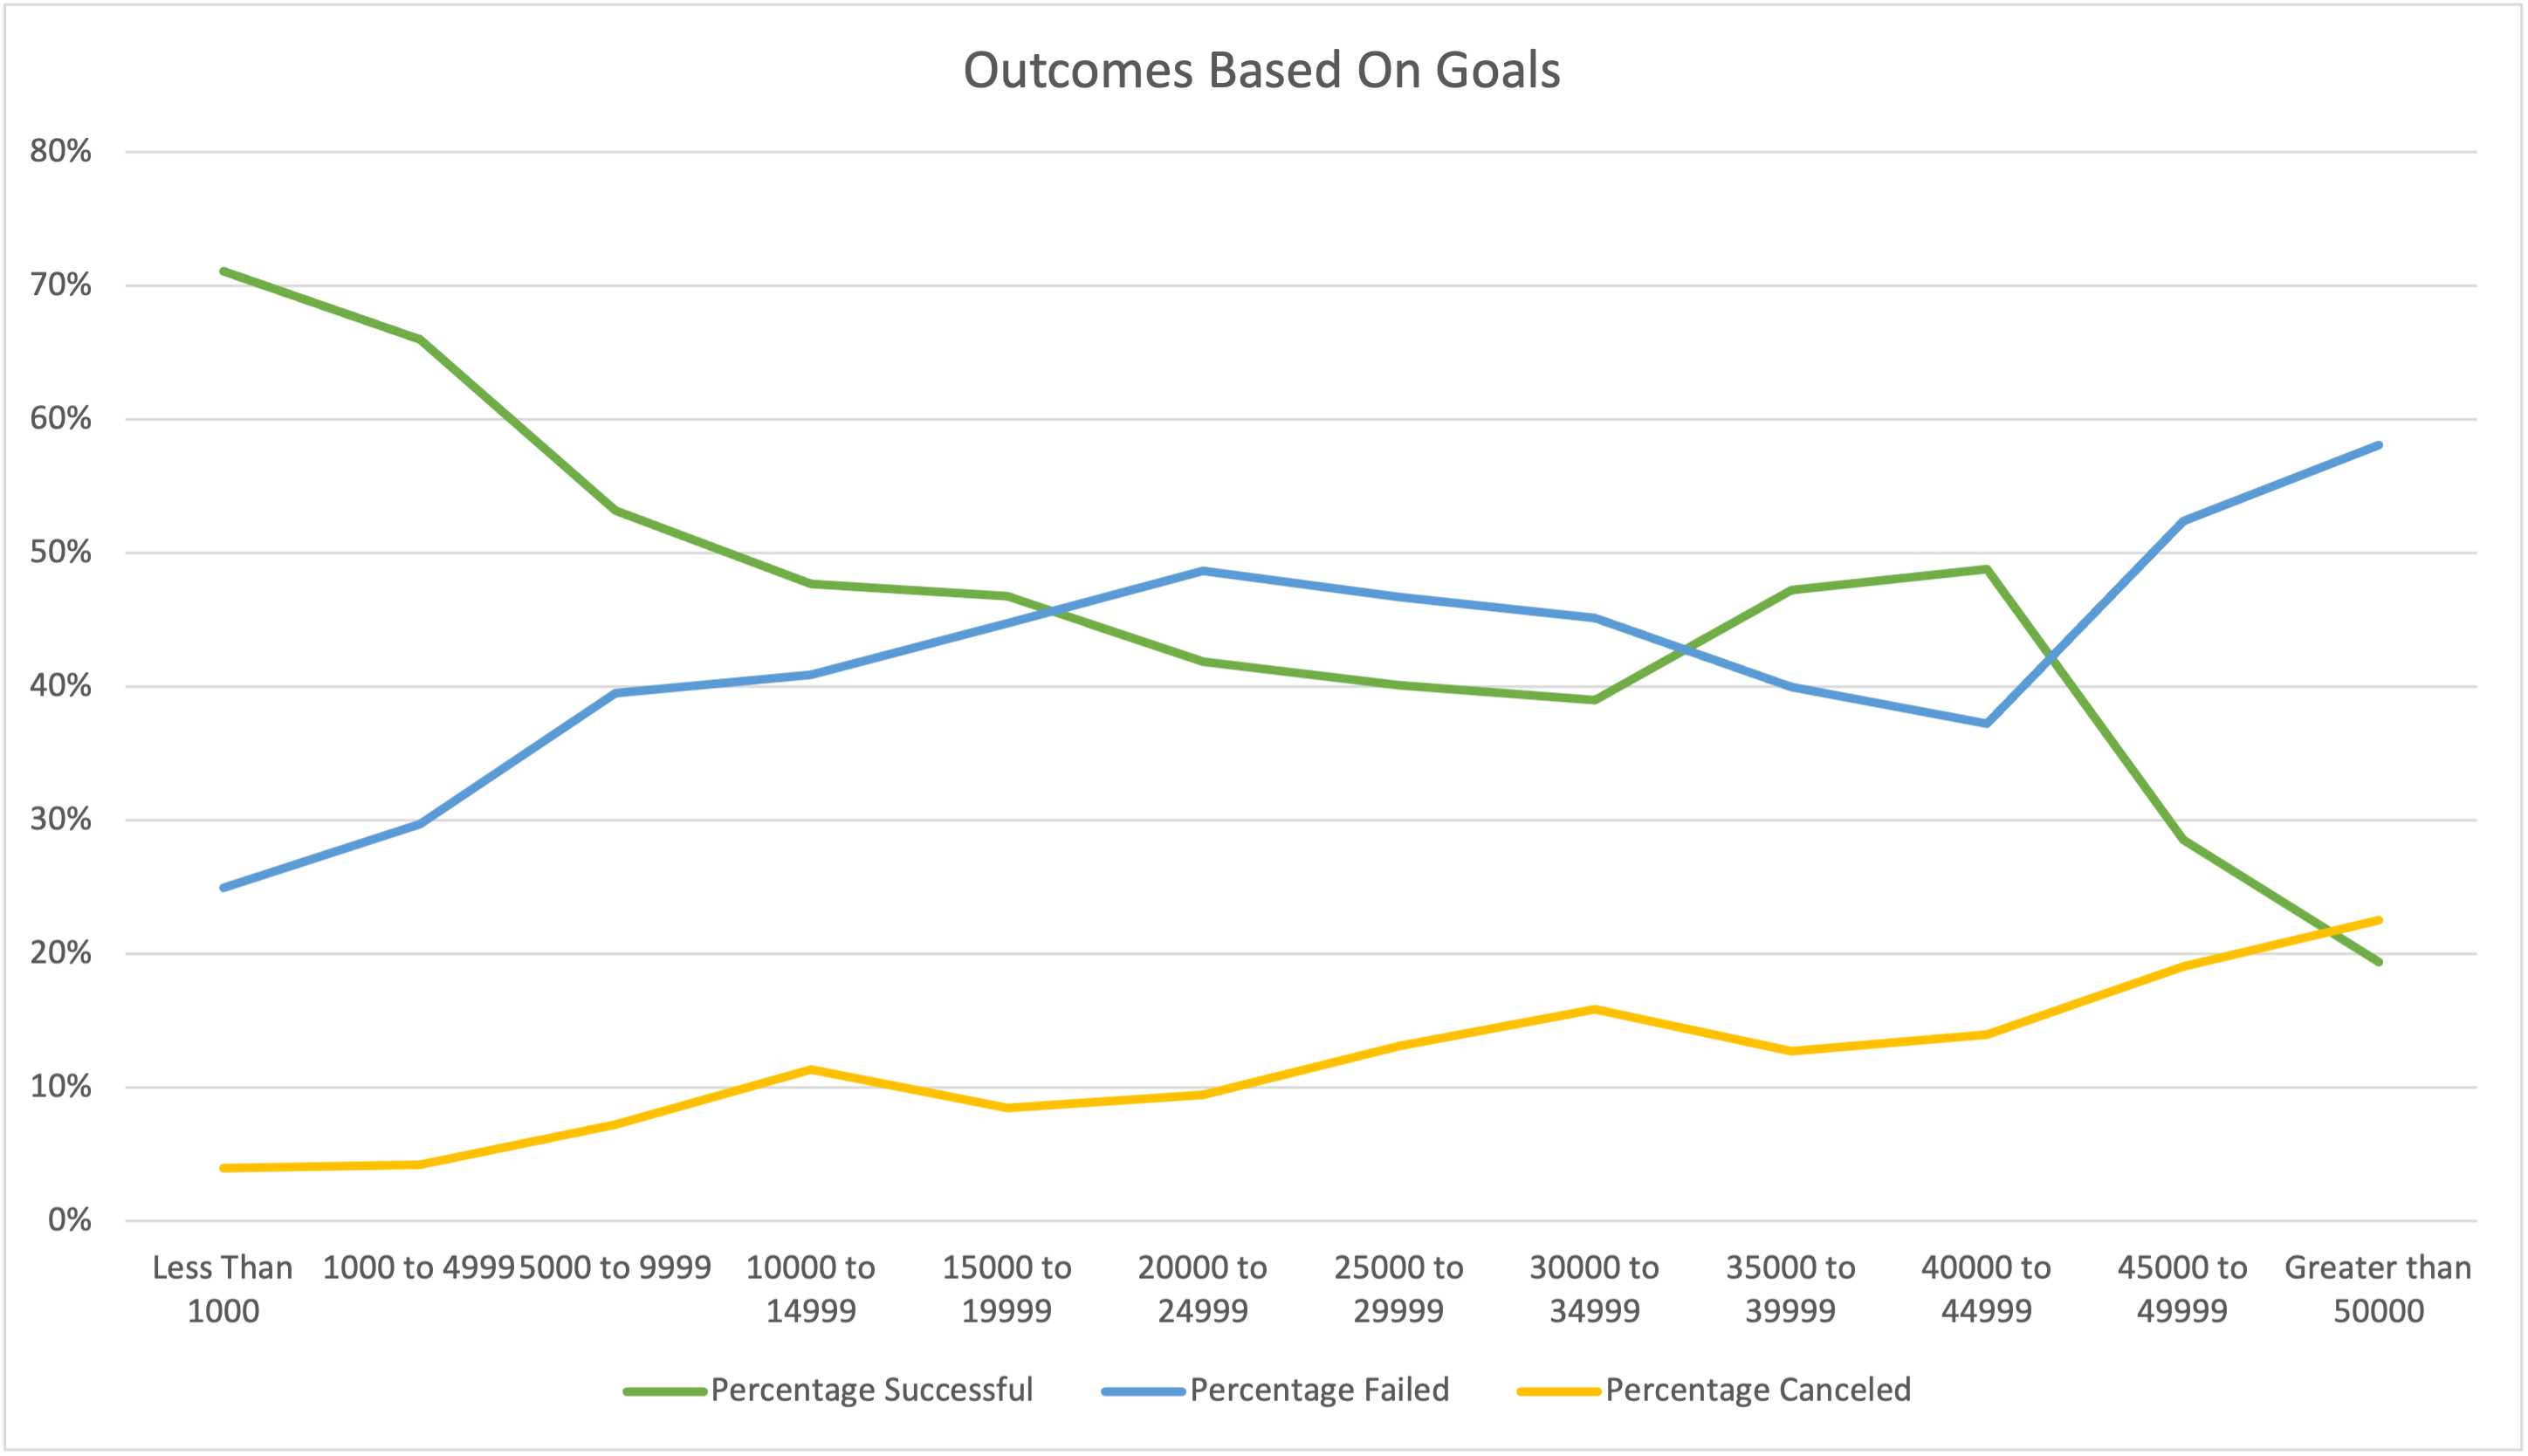 Outcomes Based On Goals
80%
70%
60%
50%
40%
30%
20%
10%
0%
Less Than
1000
1000 to 4999
5000 to 9999
10000 to
14999
15000 to
19999
20000 to
24999
25000 to
29999
30000 to
34999
35000 to
39999
40000 to
44999
45000 to
49999
Greater than
50000
Percentage Successful
Percentage Failed
Percentage Canceled